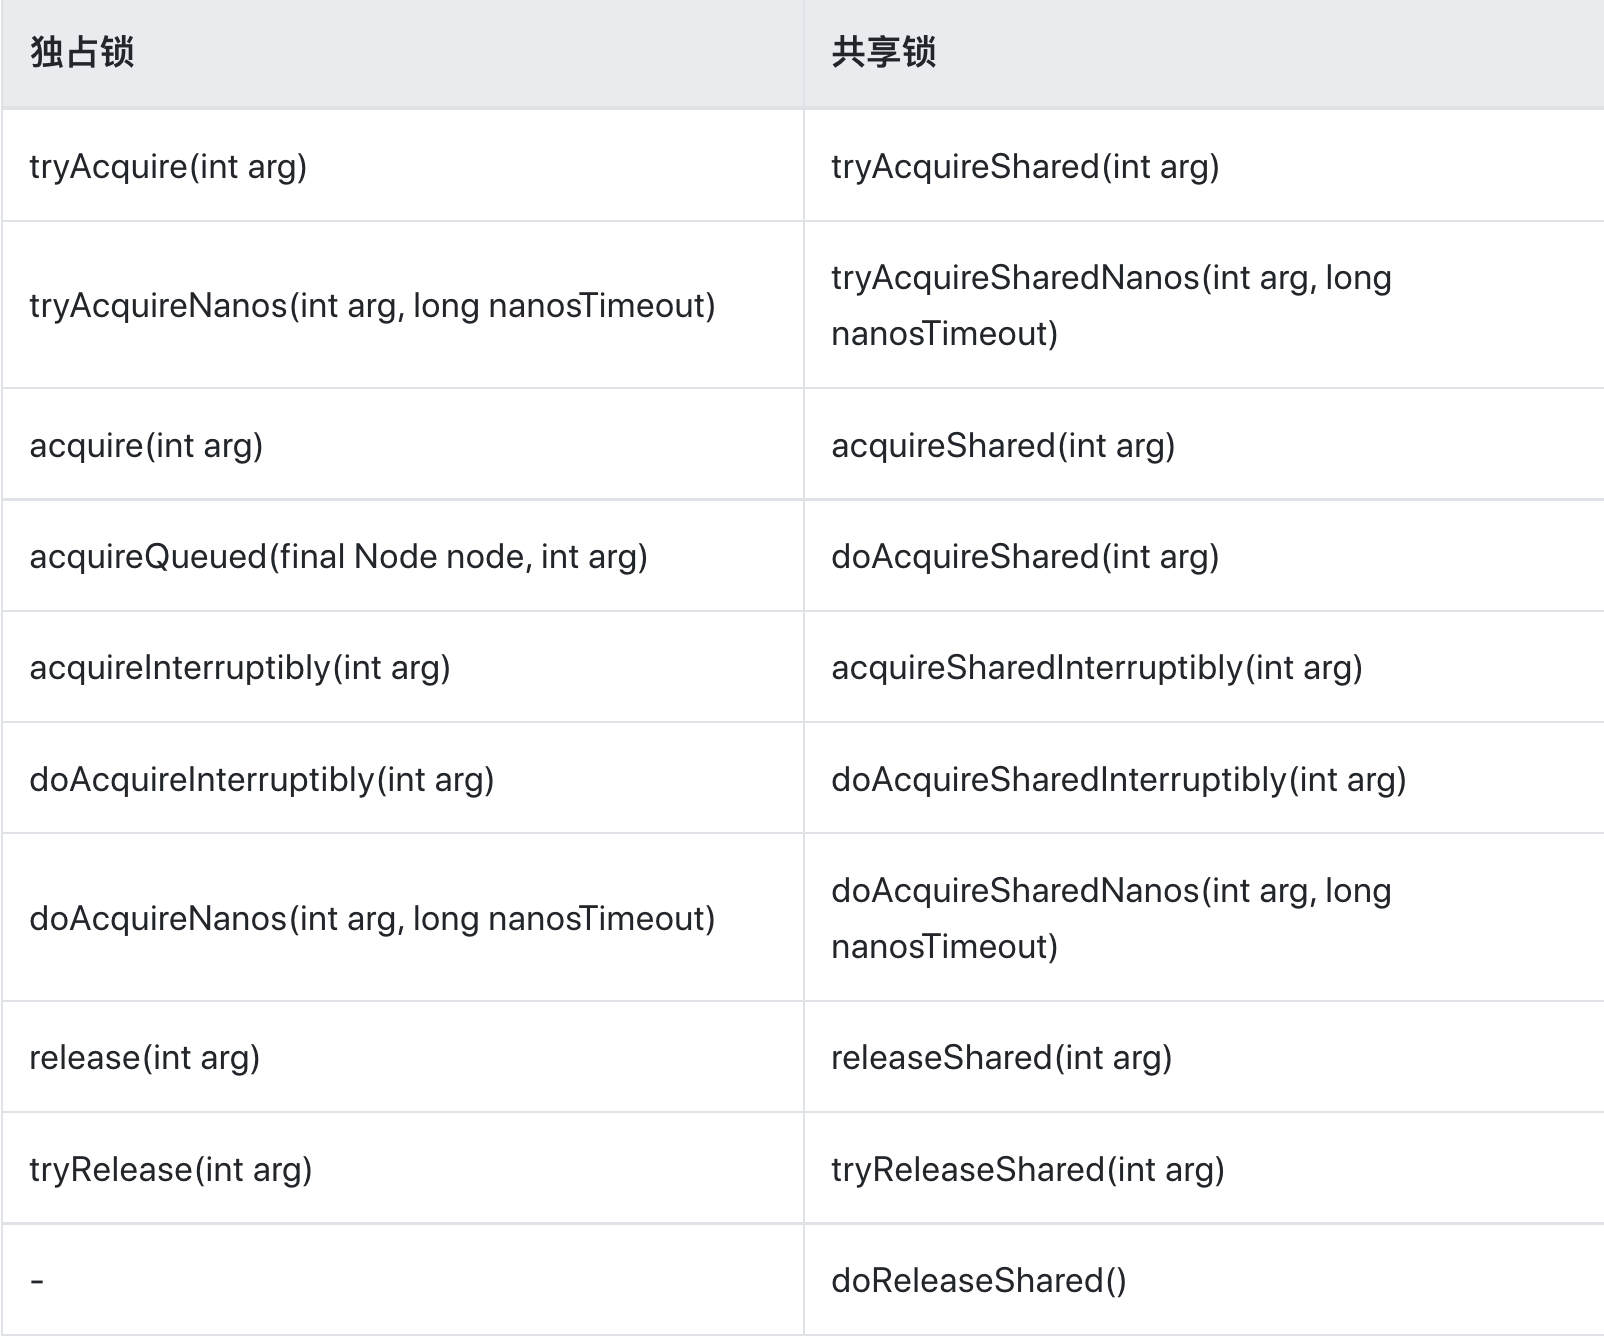 独占锁
共享锁
tryAcquire(int arg)
tryAcquireShared(int arg)
tryAcquireNanos(int arg, long nanosTimeout)
tryAcquireSharedNanos(int arg, long
nanosTimeout)
acquire(int arg)
acquireShared(int arg)
acquireQueued(final Node node, int arg)
doAcquireShared(int arg)
acquireInterruptibly(int arg)
acquireSharedInterruptibly(int arg)
doAcquireInterruptibly(int arg)
doAcquireSharedInterruptibly(int arg)
doAcquireNanos(int arg, long nanosTimeout)
doAcquireSharedNanos(int arg, long
nanosTimeout)
release(int arg)
releaseShared(int arg)
tryRelease(int arg)
tryReleaseShared(int arg)
-
doReleaseShared()